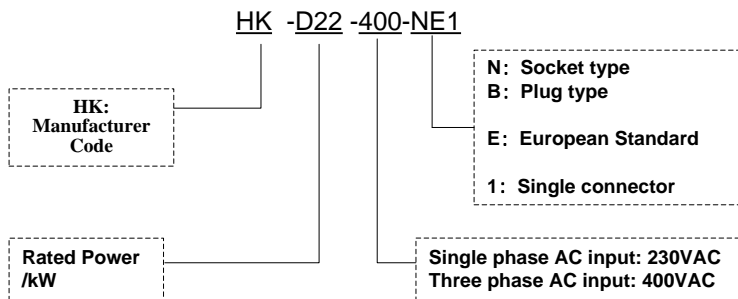 HK -D22 -400-NE1
N: Socket type
B: Plug type
E: European Standard
1: Single connector
HK:
Manufacturer
Code
Rated Power
/kW
Single phase AC input: 230VAC
Three phase AC input: 400VAC